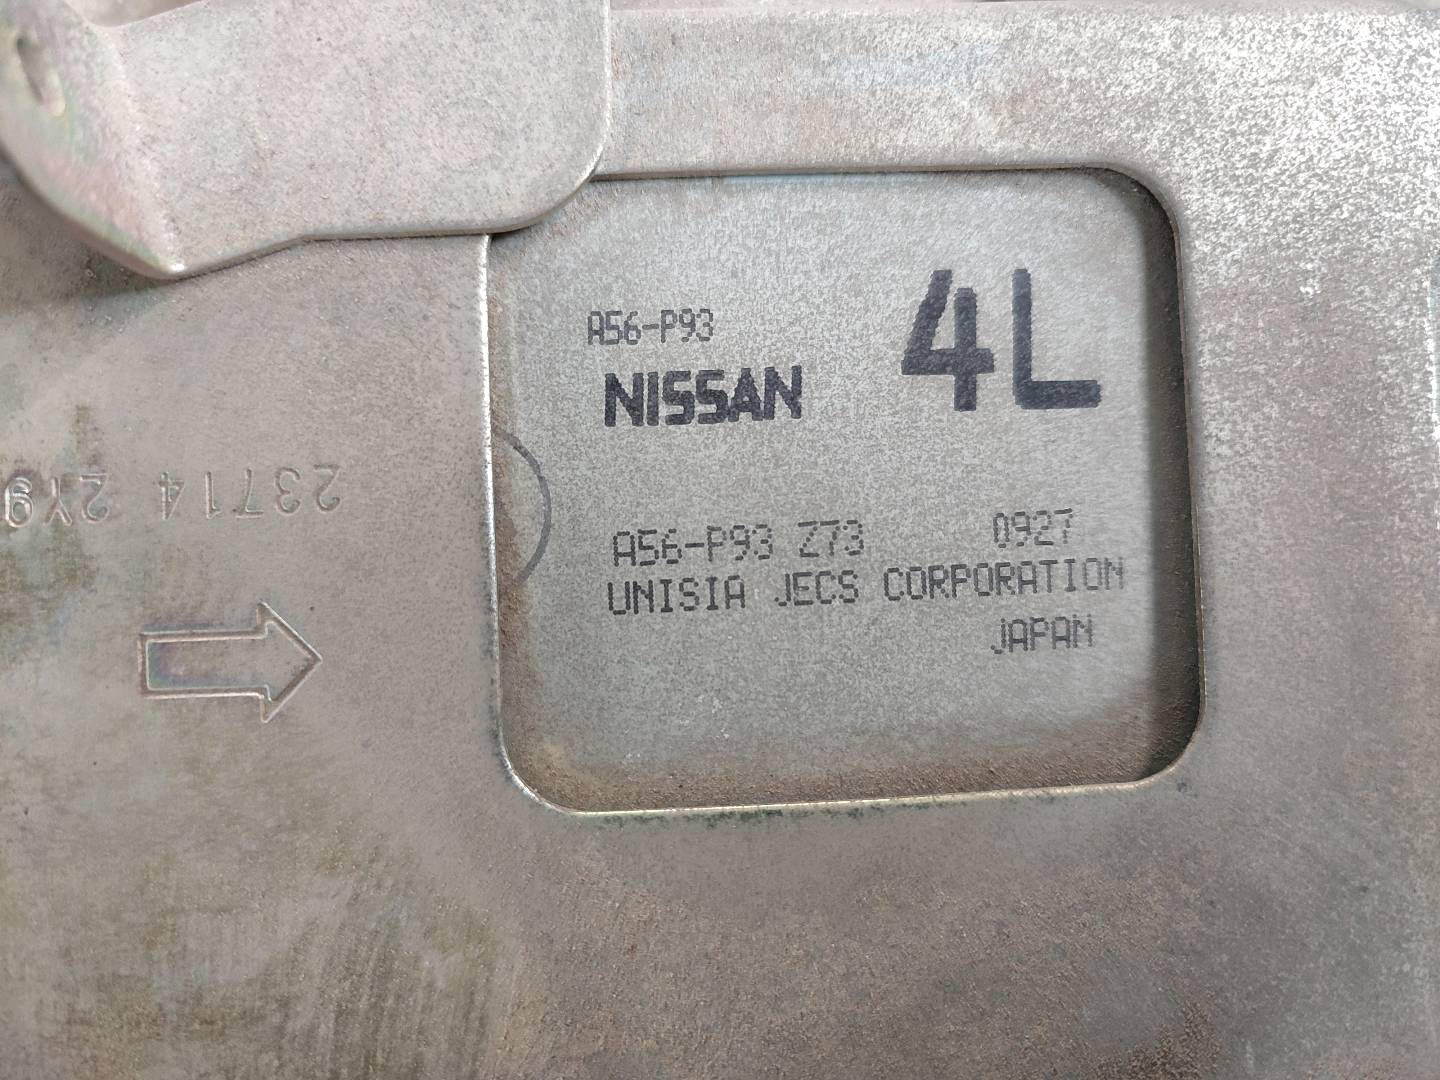 A56-P93
4L
NISSAN
23714 2Y9
A56-P93 Z73 0927
UNISIA JECS CORPORATION
JAPAN